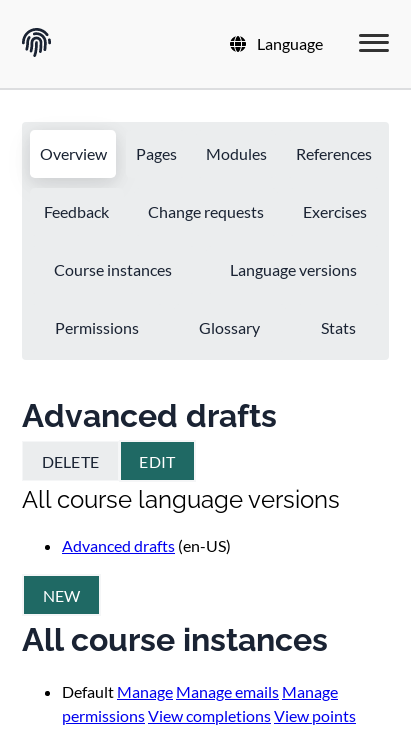 Language
Overview Pages Modules References
Feedback Change requests Exercises
Course instances Language versions
Permissions Glossary Stats
Advanced drafts
DELETE EDIT
All course language versions
Advanced drafts (en-US)
NEW
All course instances
Default Manage Manage emails Manage
permissions View completions View points